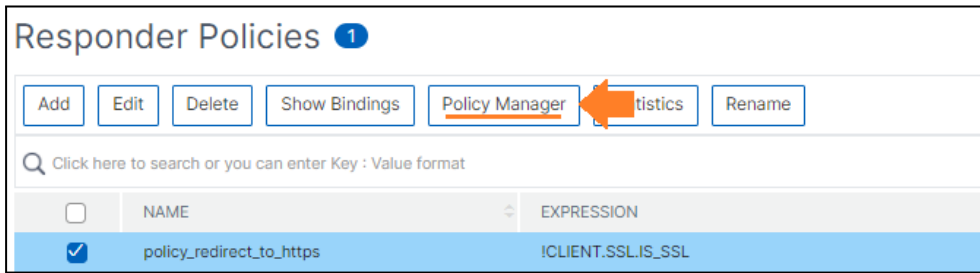 Responder Policies 1
Add Edit Delete Show Bindings Policy Manager tistics Rename
Click here to search or you can enter Key : Value format
NAME EXPRESSION
policy_redirect_to_https !CLIENT.SSL.IS_SSL